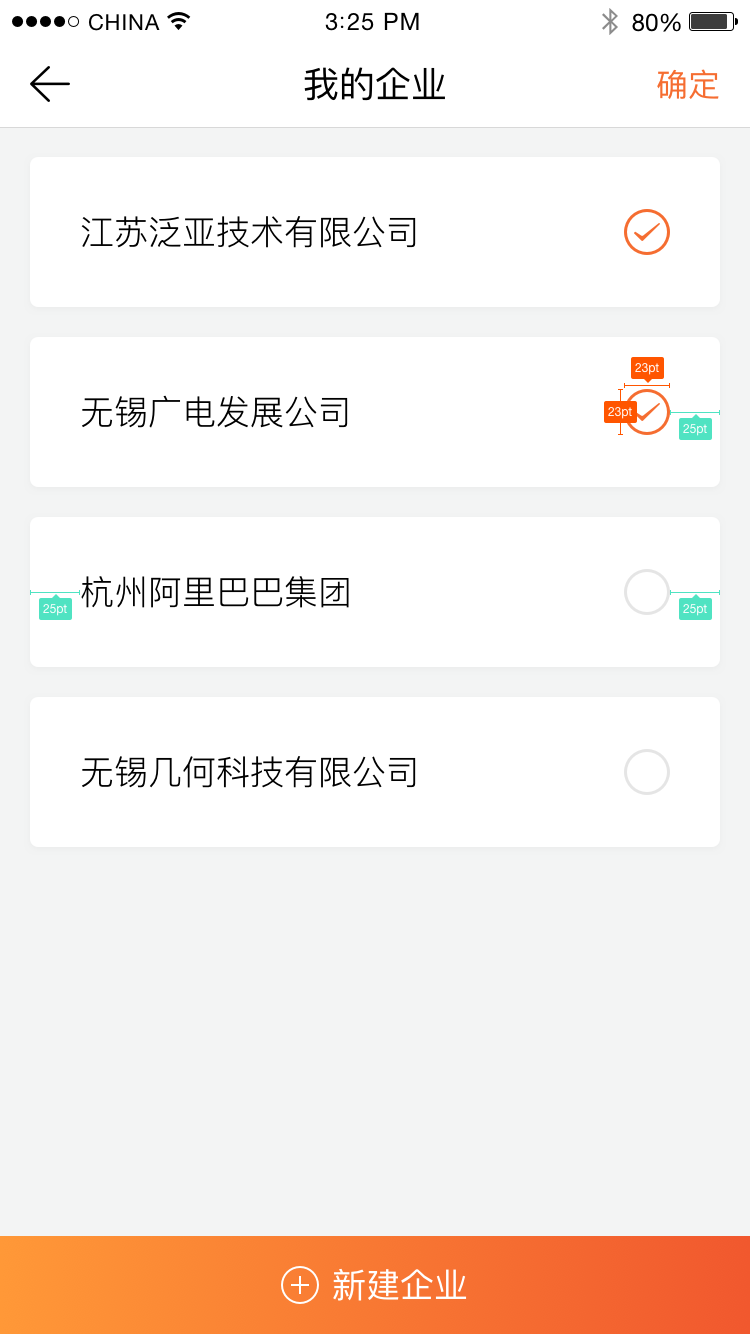 CHINA 3:25 PM 80%
我的企业 确定
江苏泛亚技术有限公司
23pt
无锡广电发展公司 23pt
25pt
杭州阿里巴巴集团
25pt 25pt
无锡几何科技有限公司
新建企业